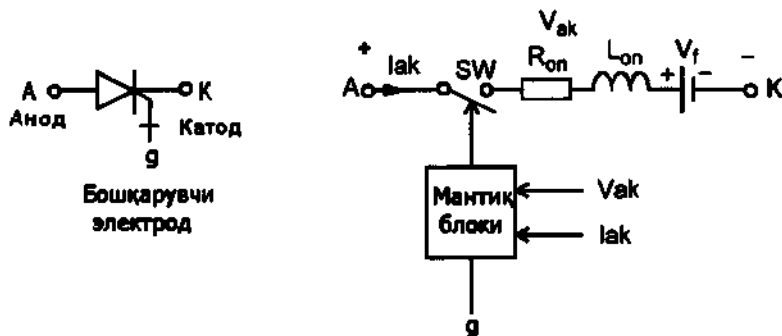 A
Анод
K
Катод
g
Бошқарувчи
электрод
Vak
+
Iak
A
SW
Ron
Lon
Vf
+
-
-
K
Мантиқ
блоки
Vak
Iak
g